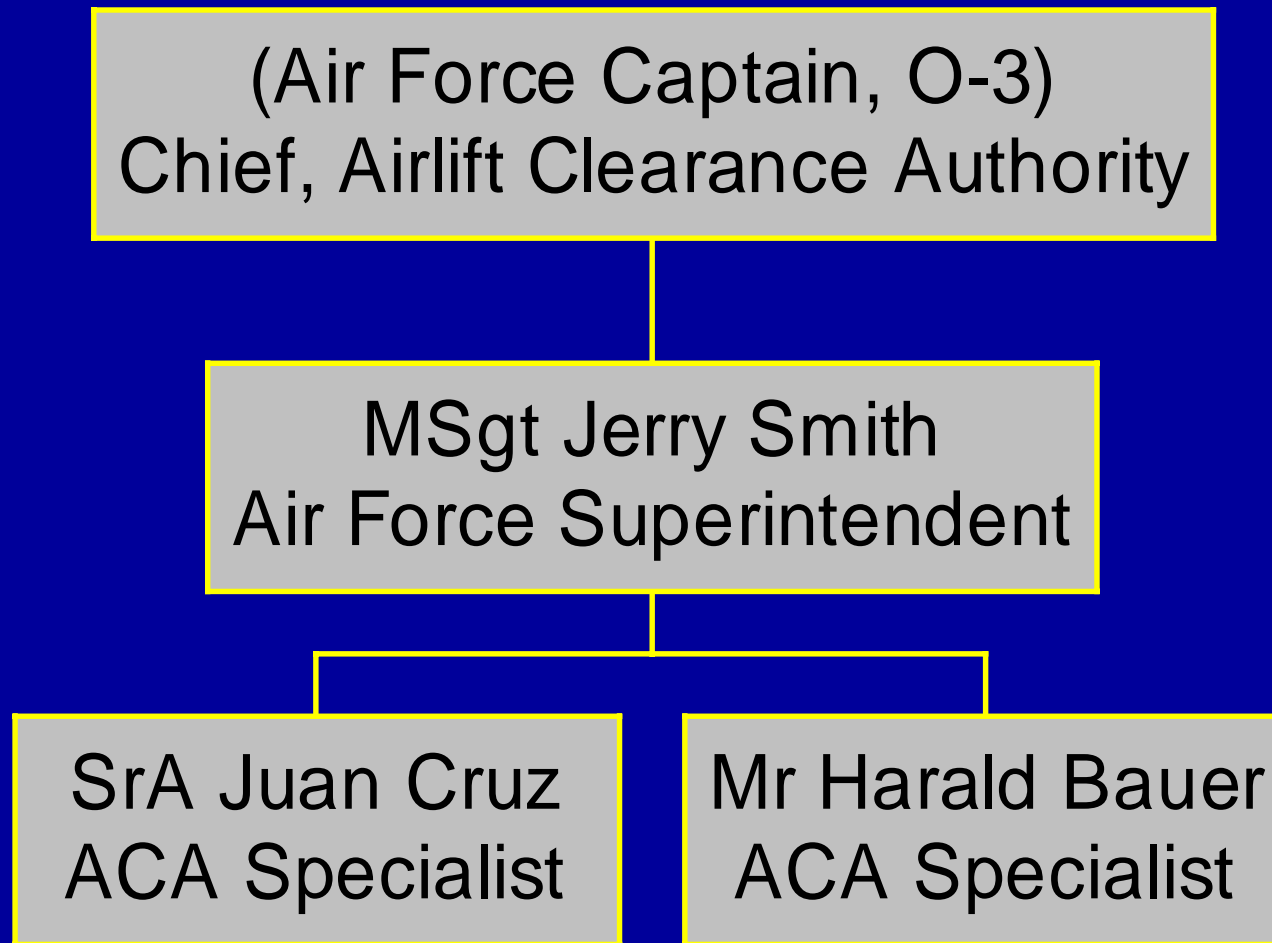 (Air Force Captain, O-3)
Chief, Airlift Clearance Authority
MSgt Jerry Smith
Air Force Superintendent
SrA Juan Cruz
ACA Specialist
Mr Harald Bauer
ACA Specialist